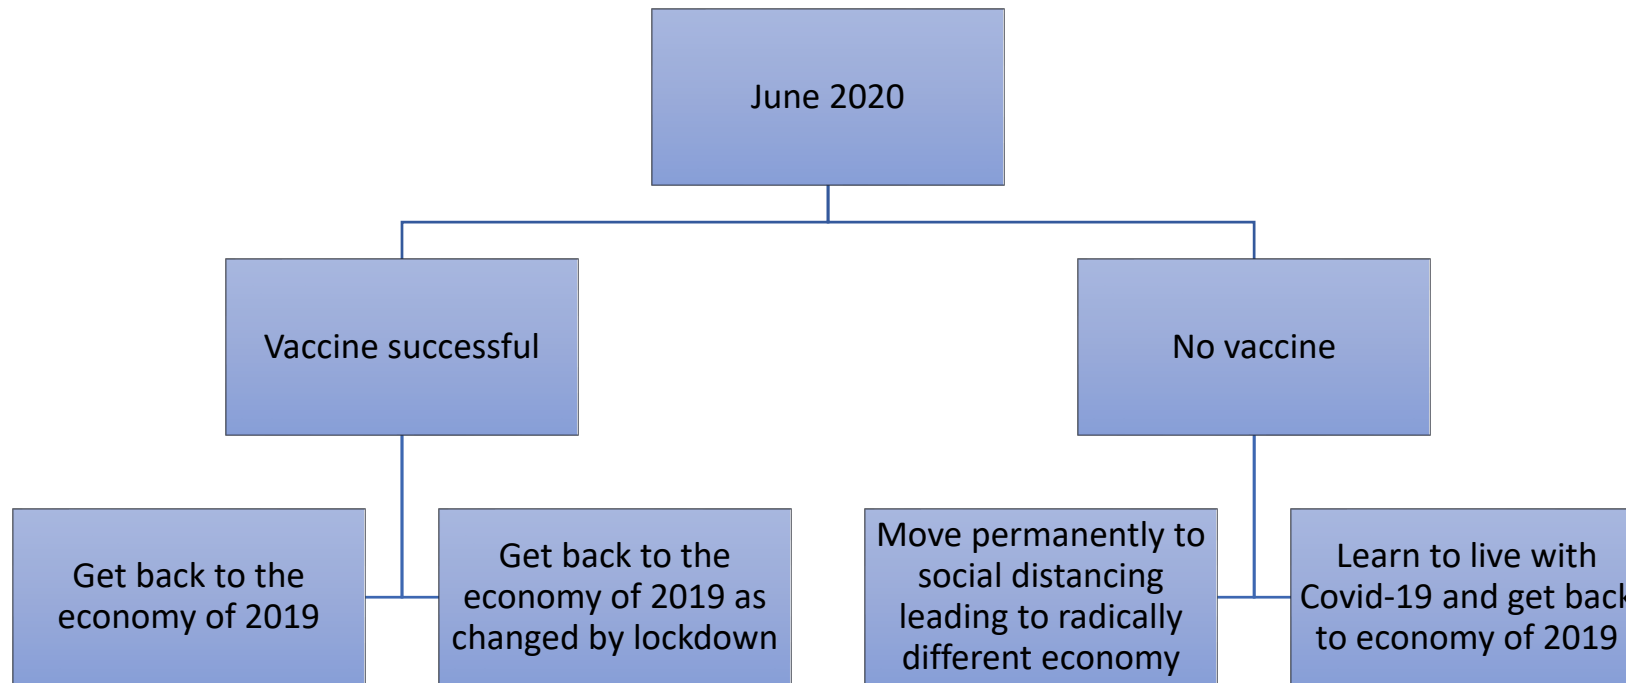 June 2020
Vaccine successful
No vaccine
Get back to the
economy of 2019
Get back to the
economy of 2019 as
changed by lockdown
Move permanently to
social distancing
leading to radically
different economy
Learn to live with
Covid-19 and get back
to economy of 2019